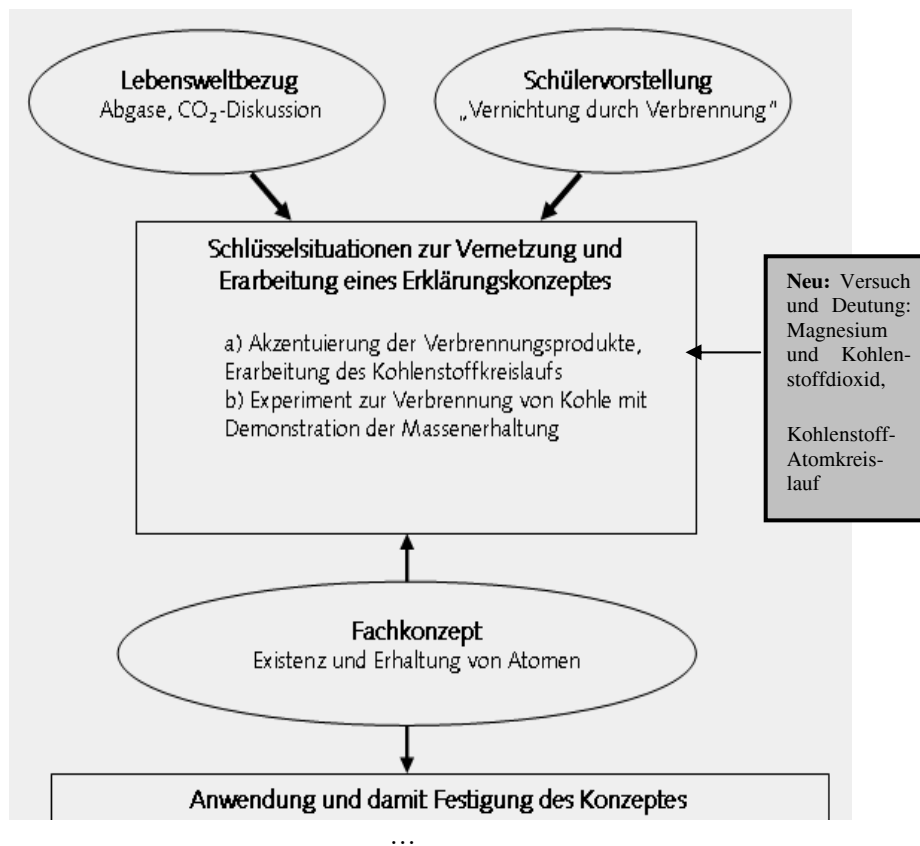 Lebensweltbezug
Abgase, CO₂-Diskussion
Schülervorstellung
„Vernichtung durch Verbrennung"
Schlüsselsituationen zur Vernetzung und
Erarbeitung eines Erklärungskonzeptes
a) Akzentuierung der Verbrennungsprodukte,
Erarbeitung des Kohlenstoffkreislaufs
b) Experiment zur Verbrennung von Kohle mit
Demonstration der Massenerhaltung
Neu: Versuch
und Deutung:
Magnesium
und Kohlen-
stoffdioxid,
Kohlenstoff-
Atomkreis-
lauf
Fachkonzept
Existenz und Erhaltung von Atomen
Anwendung und damit Festigung des Konzeptes
…